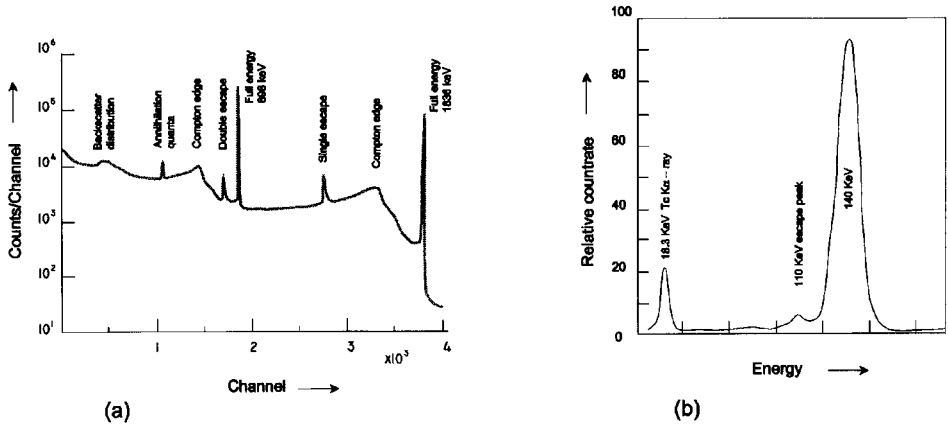 10⁶
10⁵
10⁴
10³
10²
10¹
Counts/Channel
Backscatter
distribution
Annihilation
quanta
Compton edge
Double escape
Full energy
898 keV
Single escape
Compton edge
Full energy
1836 keV
1
2
3
4
x10³
Channel
(a)
100
80
60
40
20
0
Relative countrate
18.3 KeV Tc Kα - ray
110 KeV escape peak
140 KeV
Energy
(b)